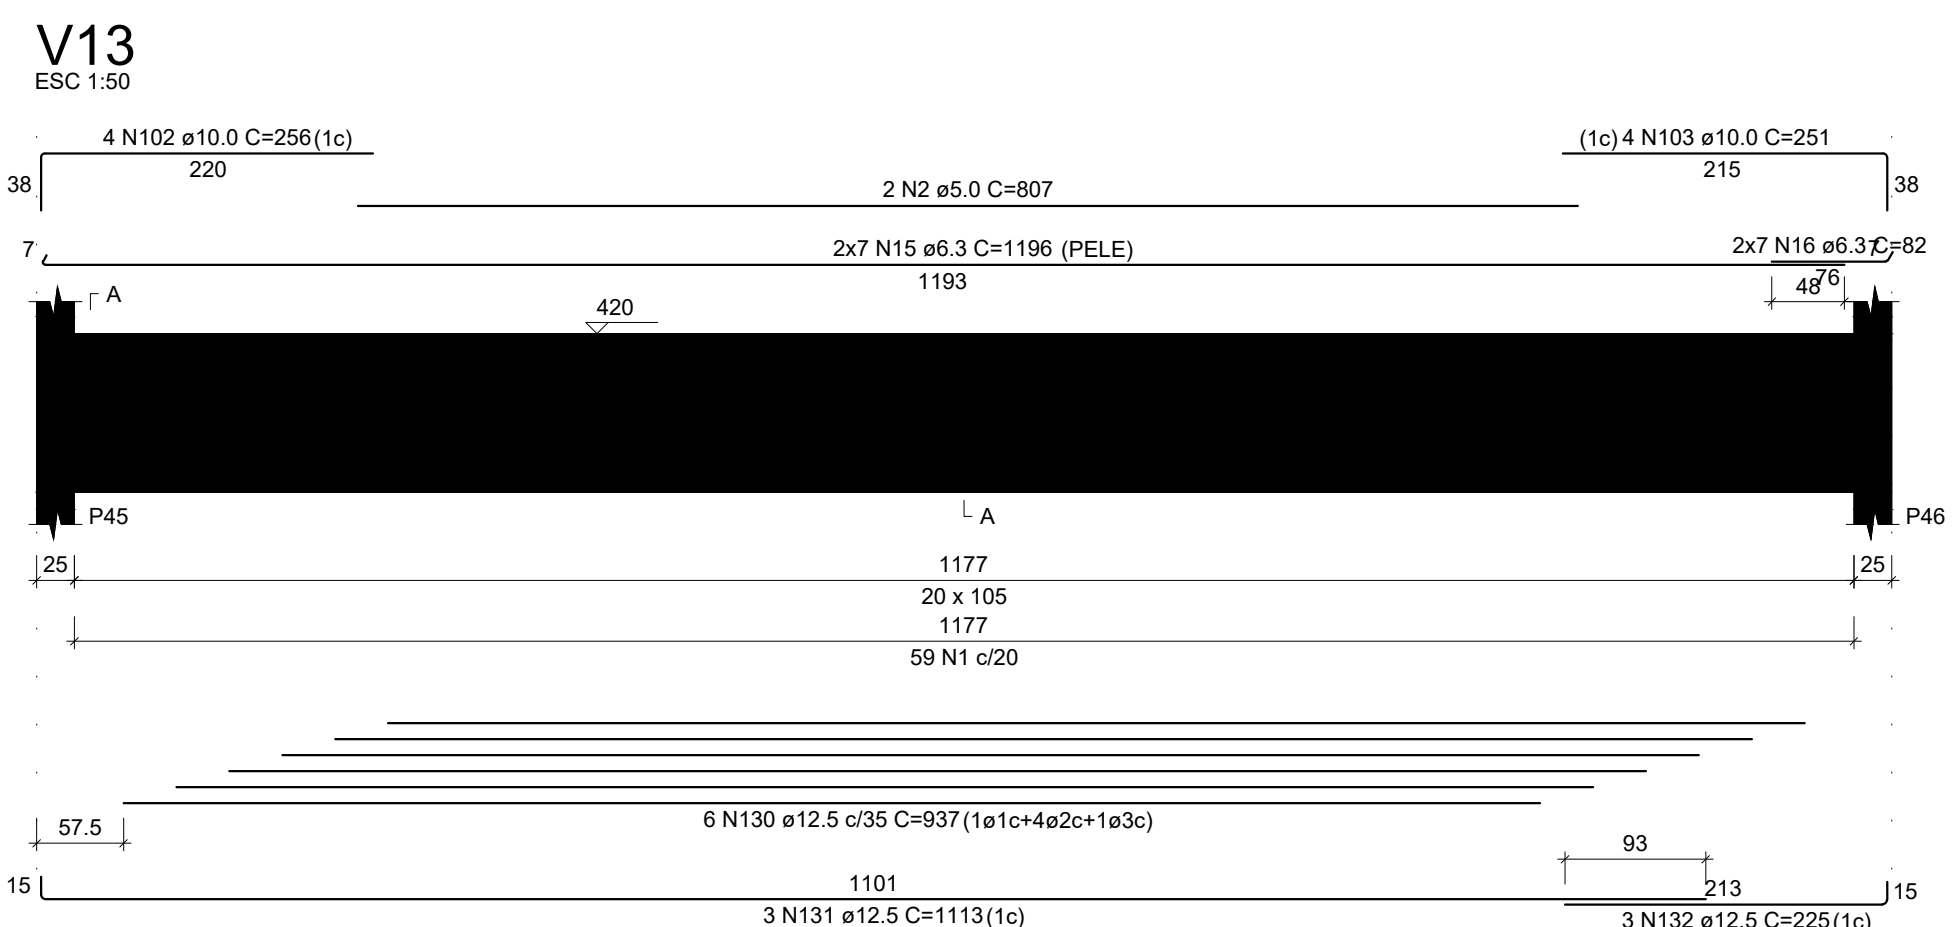 V13
ESC 1:50
4 N102 ø10.0 C=256(1c)
(1c) 4 N103 ø10.0 C=251
220
215
38
38
2 N2 ø5.0 C=807
7
2x7 N15 ø6.3 C=1196 (PELE)
2x7 N16 ø6.3 C=82
7
1193
76
48
A
420
P45
A
P46
25
1177
25
20 x 105
1177
59 N1 c/20
6 N130 ø12.5 c/35 C=937(1ø1c+4ø2c+1ø3c)
57.5
93
15
1101
213
15
3 N131 ø12.5 C=1113(1c)
3 N132 ø12.5 C=225(1c)